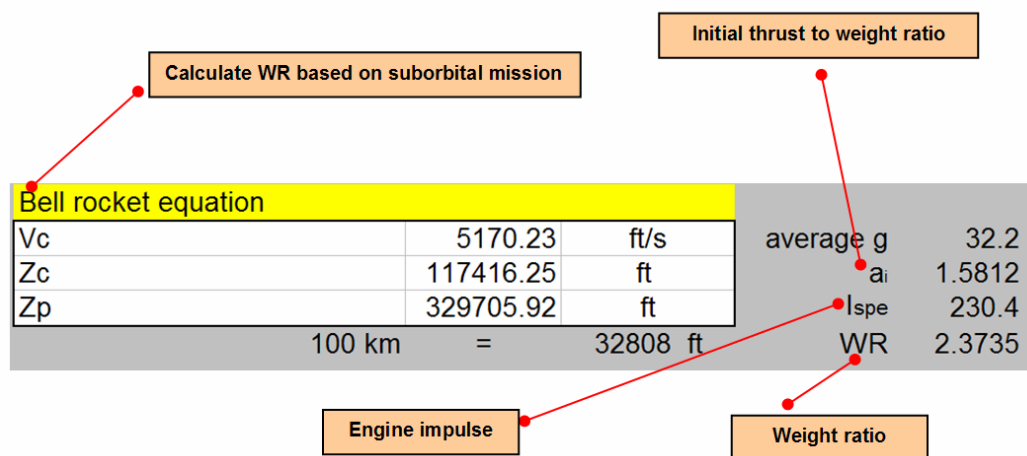 Initial thrust to weight ratio
Calculate WR based on suborbital mission
Bell rocket equation
Vc 5170.23 ft/s average g 32.2
Zc 117416.25 ft ai 1.5812
Zp 329705.92 ft Ispe 230.4
100 km = 32808 ft WR 2.3735
Engine impulse Weight ratio